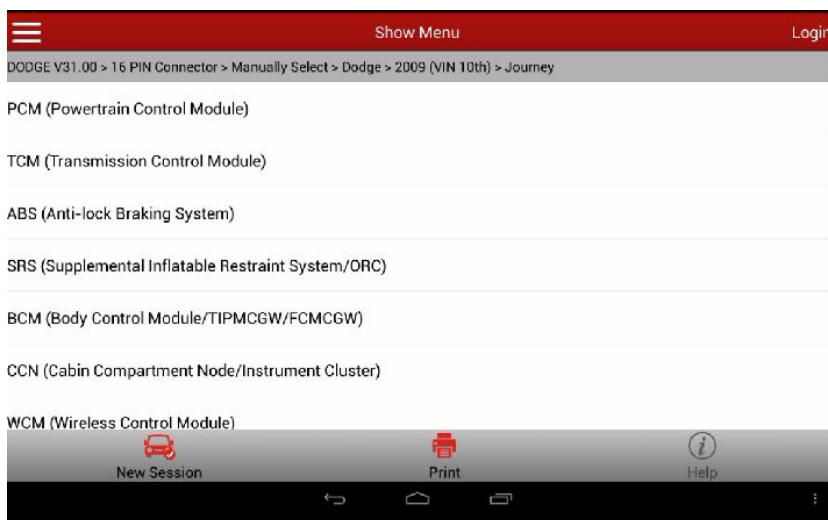 Show Menu
Login
DODGE V31.00 > 16 PIN Connector > Manually Select > Dodge > 2009 (VIN 10th) > Journey
PCM (Powertrain Control Module)
TCM (Transmission Control Module)
ABS (Anti-lock Braking System)
SRS (Supplemental Inflatable Restraint System/ORC)
BCM (Body Control Module/TIPMCGW/FCMCGW)
CCN (Cabin Compartment Node/Instrument Cluster)
WCM (Wireless Control Module)
New Session
Print
Help